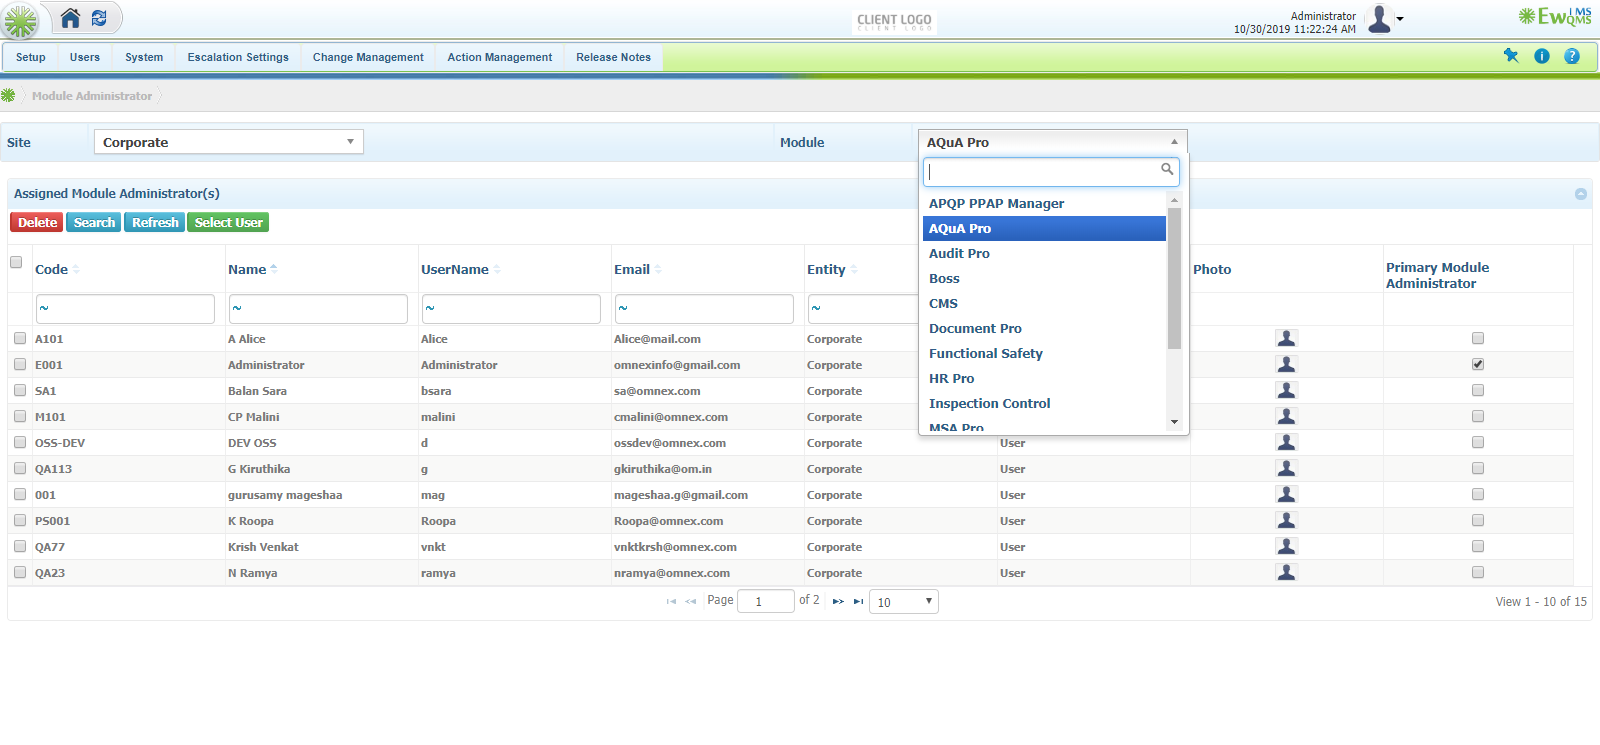 CLIENT LOGO
CLIENT LOGO
Administrator
10/30/2019 11:22:24 AM
EwIMS
QMS
Setup Users System Escalation Settings Change Management Action Management Release Notes
Module Administrator
Site Corporate Module AQuA Pro
APQP PPAP Manager
AQuA Pro
Audit Pro
Boss
CMS
Document Pro
Functional Safety
HR Pro
Inspection Control
MSA Pro
Assigned Module Administrator(s)
Delete Search Refresh Select User
Code Name UserName Email Entity Photo Primary Module
Administrator
~ ~ ~ ~ ~
A101 A Alice Alice Alice@mail.com Corporate
E001 Administrator Administrator omnexinfo@gmail.com Corporate
SA1 Balan Sara bsara sa@omnex.com Corporate
M101 CP Malini malini cmalini@omnex.com Corporate
OSS-DEV DEV OSS d ossdev@omnex.com Corporate User
QA113 G Kiruthika g gkiruthika@om.in Corporate User
001 gurusamy mageshaa mag mageshaa.g@gmail.com Corporate User
PS001 K Roopa Roopa Roopa@omnex.com Corporate User
QA77 Krish Venkat vnkt vnktkrsh@omnex.com Corporate User
QA23 N Ramya ramya nramya@omnex.com Corporate User
Page 1 of 2 10 View 1 - 10 of 15